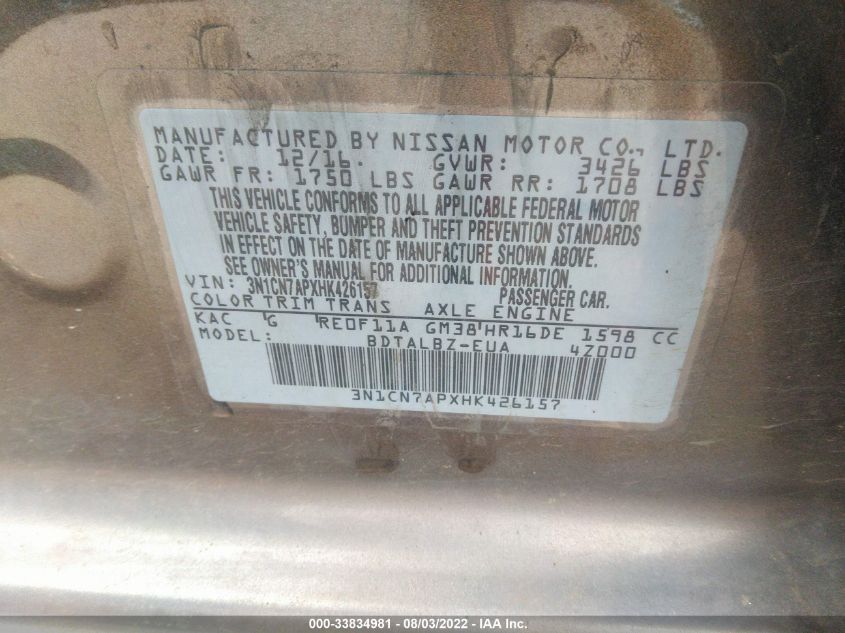 MANUFACTURED BY NISSAN MOTOR CO., LTD.
DATE: 12/16. GVWR: 3426 LBS
GAWR FR: 1750 LBS GAWR RR: 1708 LBS
THIS VEHICLE CONFORMS TO ALL APPLICABLE FEDERAL MOTOR
VEHICLE SAFETY, BUMPER AND THEFT PREVENTION STANDARDS
IN EFFECT ON THE DATE OF MANUFACTURE SHOWN ABOVE.
SEE OWNER'S MANUAL FOR ADDITIONAL INFORMATION.
VIN: 3N1CN7APXHK426157 PASSENGER CAR.
COLOR TRIM TRANS AXLE ENGINE
KAC G RE0F11A GM38 HR16DE 1598 CC
MODEL: BDTALBZ-EUA 4Z000
3N1CN7APXHK426157
000-33834981 - 08/03/2022 - IAA Inc.